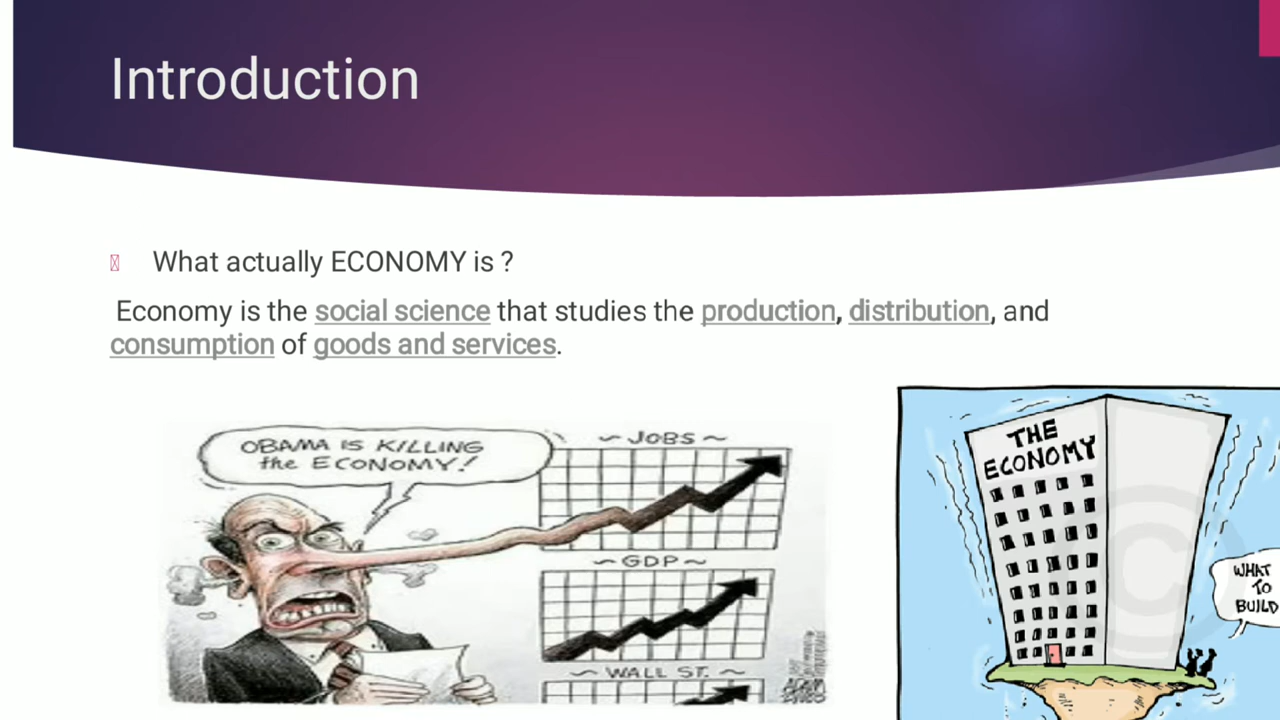 Introduction
What actually ECONOMY is ?
Economy is the social science that studies the production, distribution, and
consumption of goods and services.
OBAMA IS KILLING
the ECONOMY!
~ JOBS ~
~ GDP ~
~ WALL ST. ~
THE
ECONOMY
WHAT
TO
BUILD